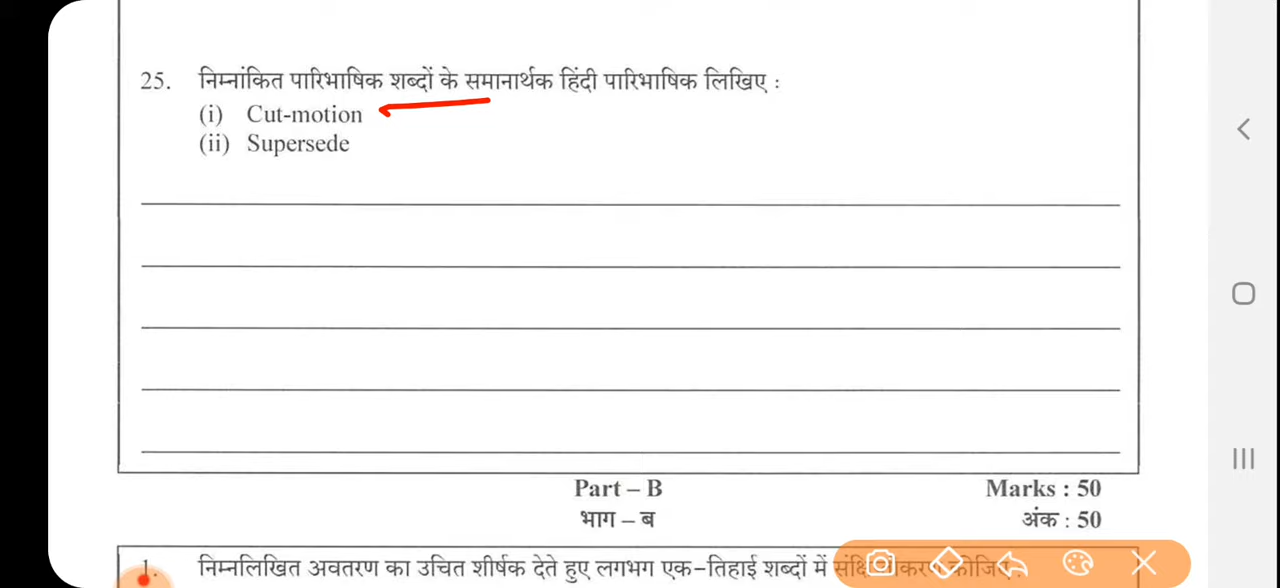 25. निम्नांकित पारिभाषिक शब्दों के समानार्थक हिंदी पारिभाषिक लिखिए :
(i) Cut-motion
(ii) Supersede
Part – B
Marks : 50
भाग – ब
अंक : 50
1. निम्नलिखित अवतरण का उचित शीर्षक देते हुए लगभग एक-तिहाई शब्दों में